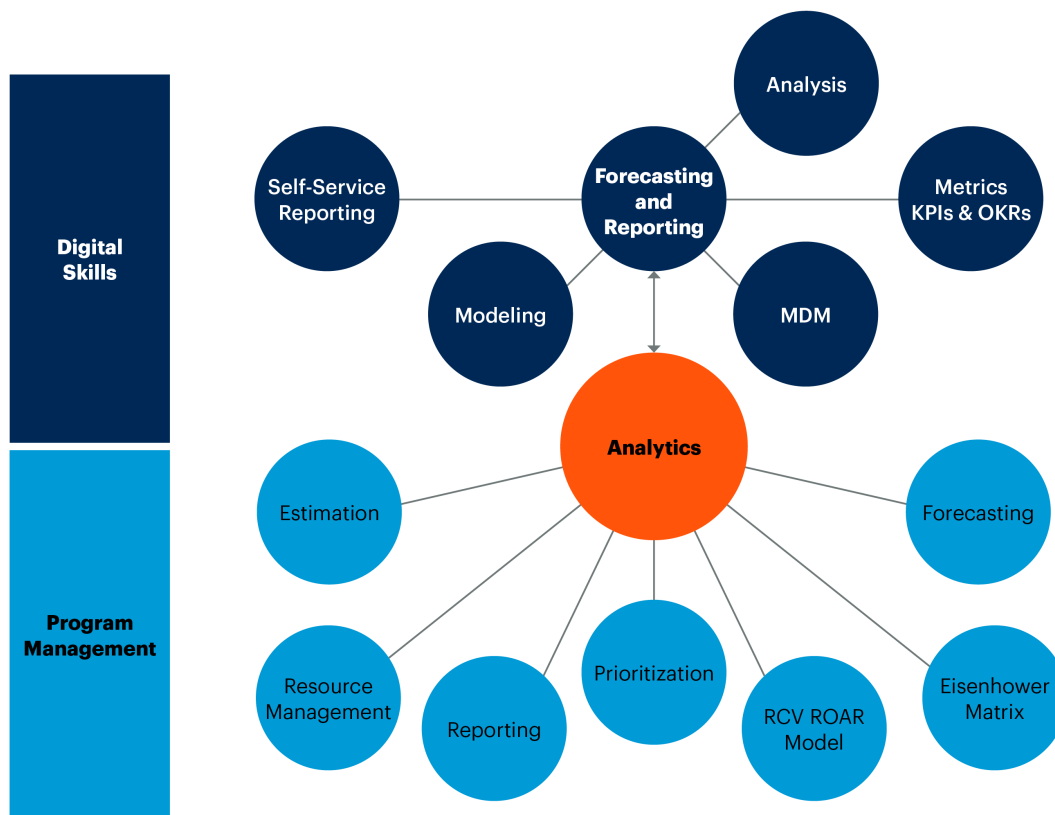 Analysis
Self-Service
Reporting
Forecasting
and
Reporting
Metrics
KPIs & OKRs
Digital
Skills
Modeling
MDM
Analytics
Estimation
Forecasting
Program
Management
Resource
Management
Reporting
Prioritization
RCV ROAR
Model
Eisenhower
Matrix